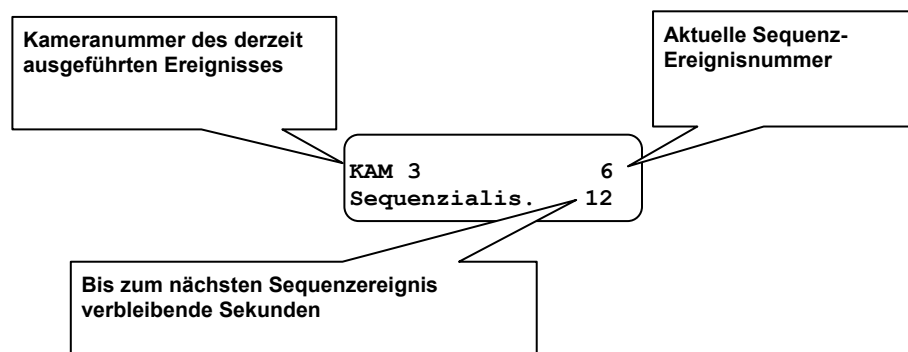 Kameranummer des derzeit
ausgeführten Ereignisses
Aktuelle Sequenz-
Ereignisnummer
KAM 3 6
Sequenzialis. 12
Bis zum nächsten Sequenzereignis
verbleibende Sekunden